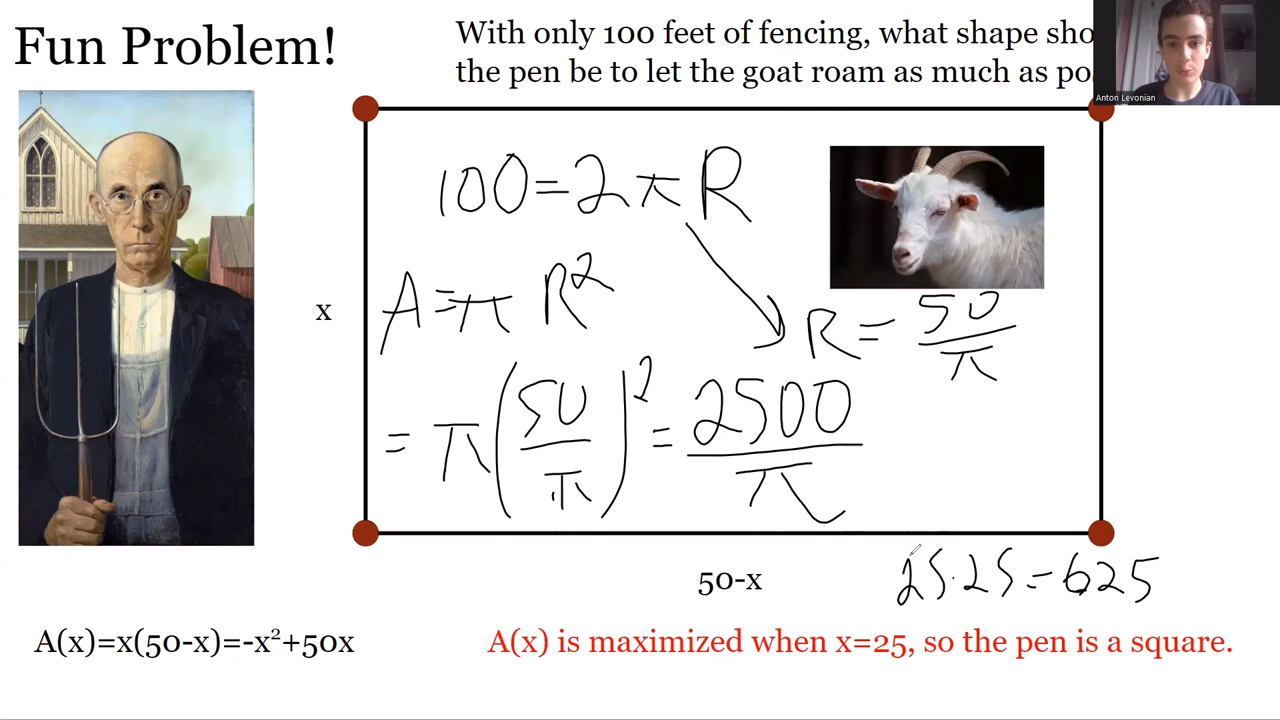 Fun Problem!
With only 100 feet of fencing, what shape sho
the pen be to let the goat roam as much as po
Anton Levonian
100=2πR
x
A=πR²
R=50/π
=π(50/π)²=2500/π
50-x
25·25=625
A(x)=x(50-x)=-x²+50x
A(x) is maximized when x=25, so the pen is a square.